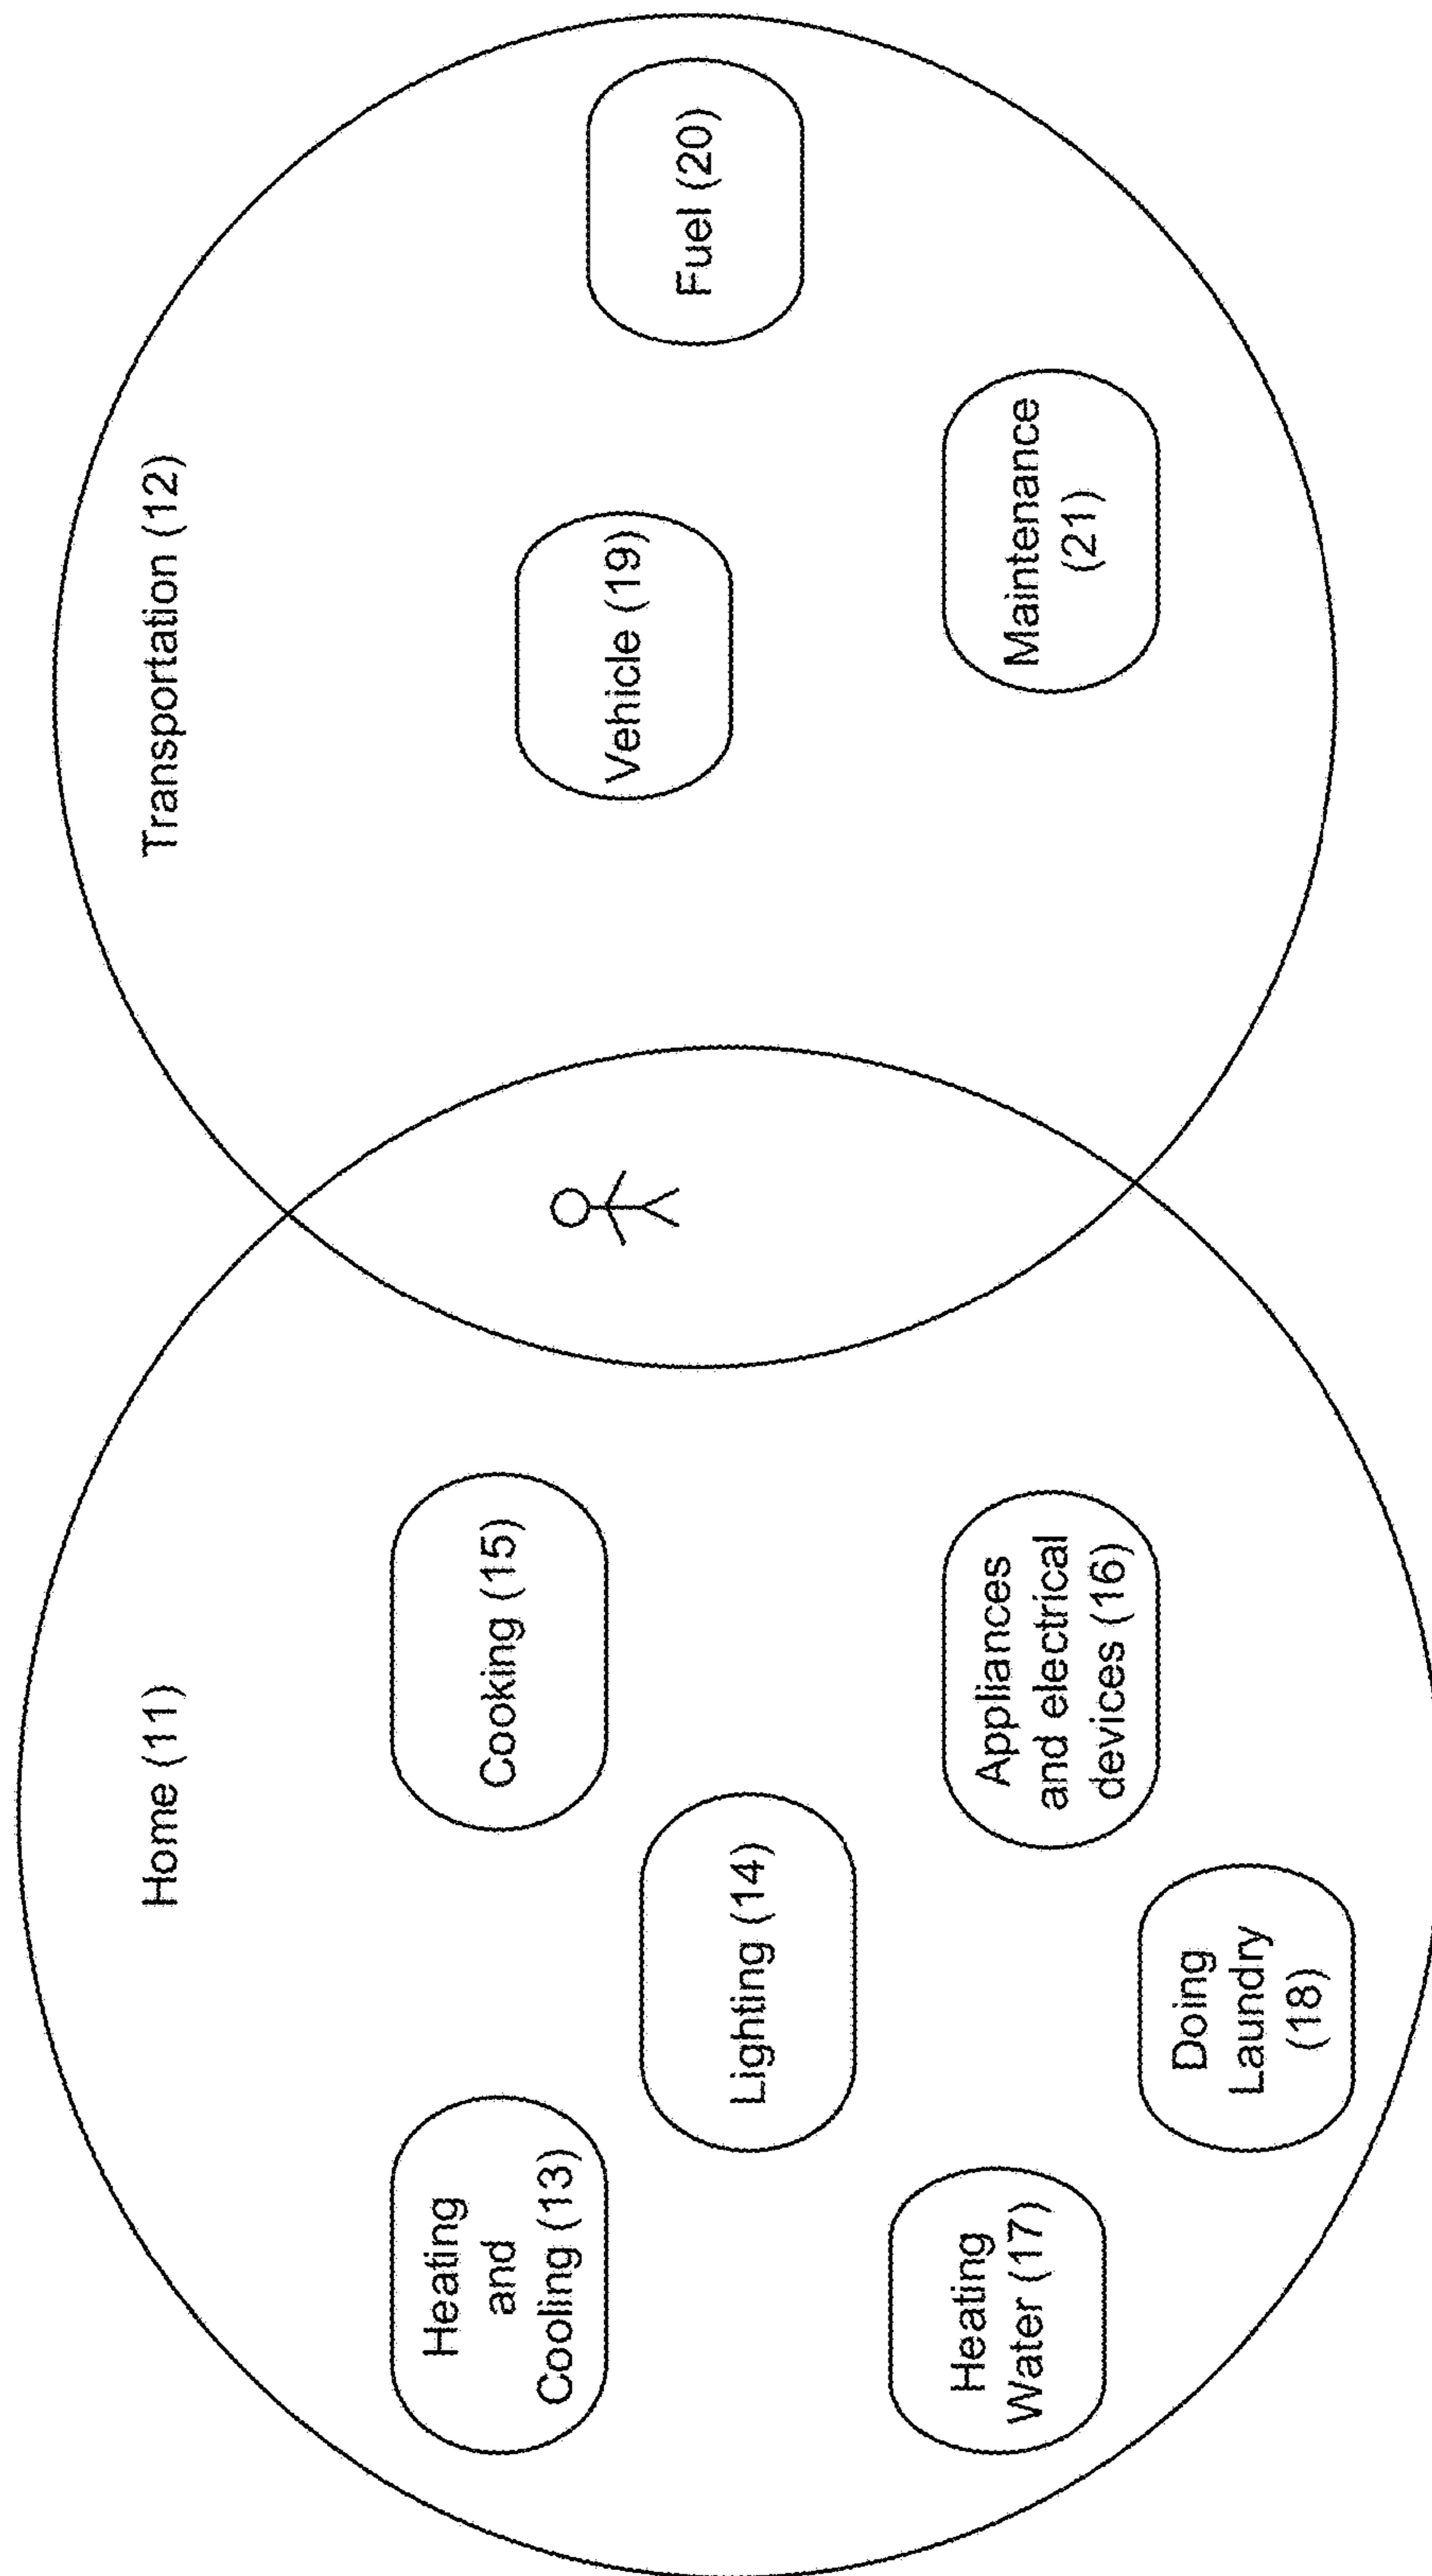 Home (11)
Heating
and
Cooling (13)
Cooking (15)
Lighting (14)
Heating
Water (17)
Appliances
and electrical
devices (16)
Doing
Laundry
(18)
Transportation (12)
Vehicle (19)
Fuel (20)
Maintenance
(21)